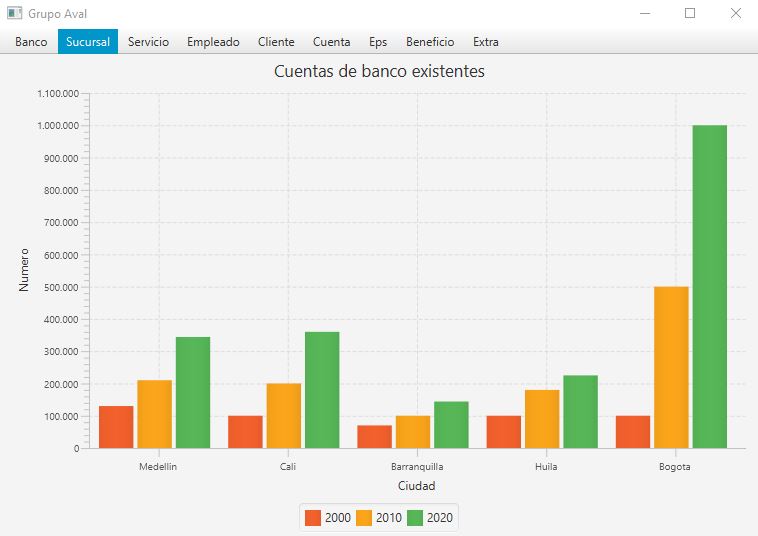 Grupo Aval
Banco Sucursal Servicio Empleado Cliente Cuenta Eps Beneficio Extra
Cuentas de banco existentes
1.100.000
1.000.000
900.000
800.000
700.000
600.000
500.000
400.000
300.000
200.000
100.000
0
Numero
Medellin Cali Barranquilla Huila Bogota
Ciudad
2000 2010 2020